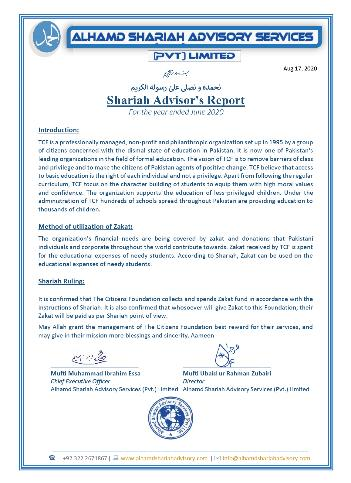 ALHAMD SHARIAH ADVISORY SERVICES
(PVT) LIMITED
Aug 17, 2020
نحمده و نصلي على رسوله الكريم
Shariah Advisor's Report
For the year ended June 2020
Introduction:
TCF is a professionally managed, non-profit and philanthropic organization set up in 1995 by a group
of citizens concerned with the dismal state of education in Pakistan. It is now one of Pakistan's
leading organizations in the field of formal education. The vision of TCF is to remove barriers of class
and privilege and to make the citizens of Pakistan agents of positive change. TCF believe that access
to basic education is the right of each individual and not a privilege. Apart from following the regular
curriculum, TCF focus on the character building of students to equip them with high moral values
and confidence. The organization supports the education of less privileged children. Under the
administration of TCF hundreds of schools spread throughout Pakistan are providing education to
thousands of children.
Method of utilization of Zakat:
The organization's financial needs are being covered by zakat and donations that Pakistani
individuals and corporate throughout the world contribute towards. Zakat received by TCF is spent
for the educational expenses of needy students. According to Shariah, Zakat can be used on the
educational expenses of needy students.
Shariah Ruling:
It is confirmed that The Citizens Foundation collects and spends Zakat fund in accordance with the
instructions of Shariah. It is also confirmed that whosoever will give Zakat to this Foundation; their
Zakat will be paid as per Shariah point of view.
May Allah grant the management of The Citizens Foundation best reward for their services, and
may give in their mission more blessings and sincerity. Aameen
Mufti Muhammad Ibrahim Essa Mufti Ubaid ur Rahman Zubairi
Chief Executive Officer Director
Alhamd Shariah Advisory Services (Pvt.) Limited Alhamd Shariah Advisory Services (Pvt.) Limited
+92 322 2671867 | www.alhamdshariahadvisory.com | info@alhamdshariahadvisory.com